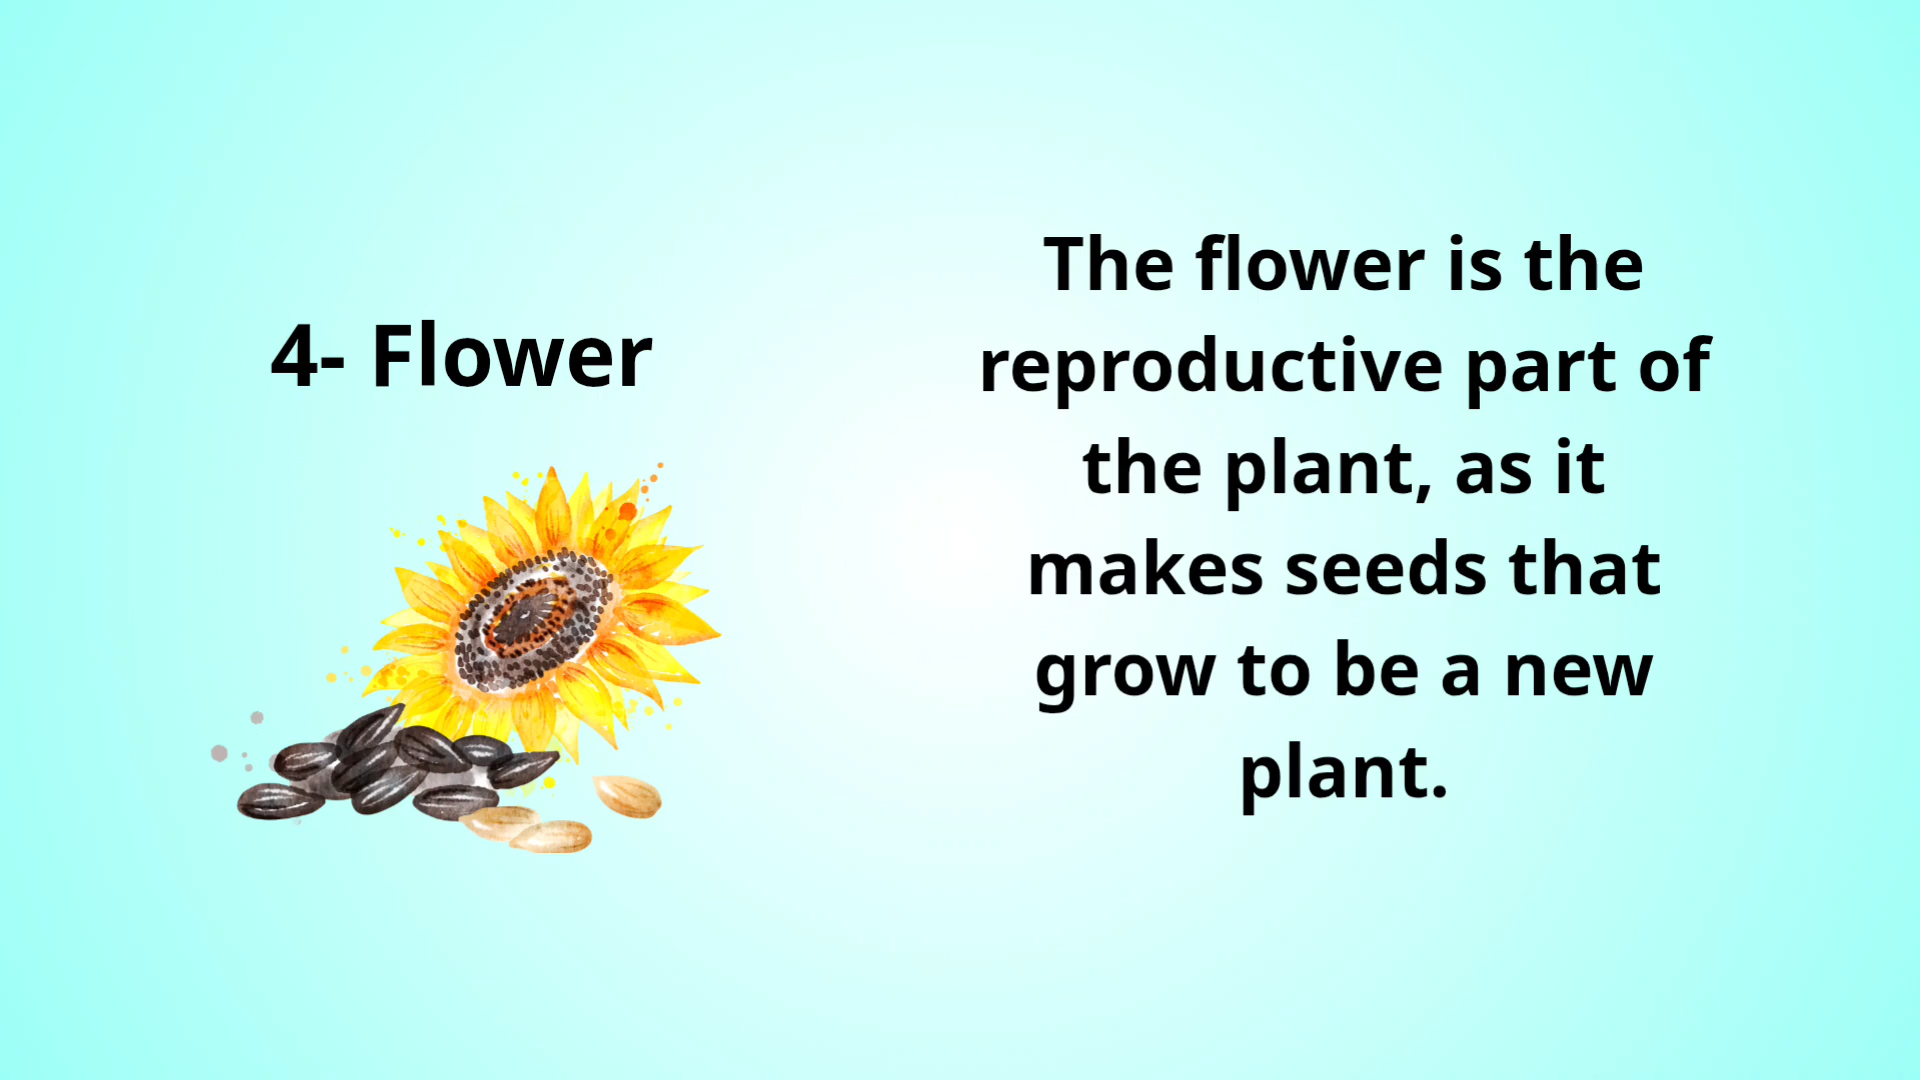 4- Flower
The flower is the
reproductive part of
the plant, as it
makes seeds that
grow to be a new
plant.